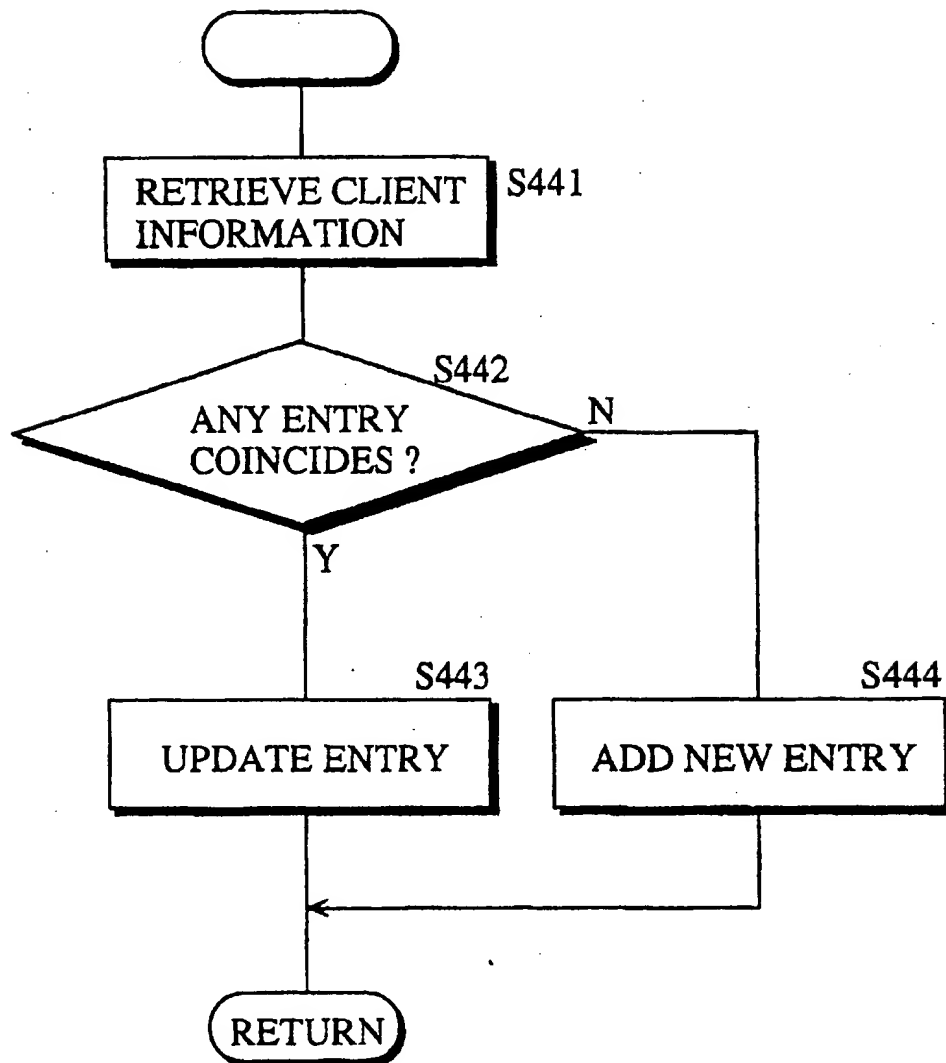 RETRIEVE CLIENT
INFORMATION
S441
S442
ANY ENTRY
COINCIDES ?
N
Y
S443
UPDATE ENTRY
S444
ADD NEW ENTRY
RETURN